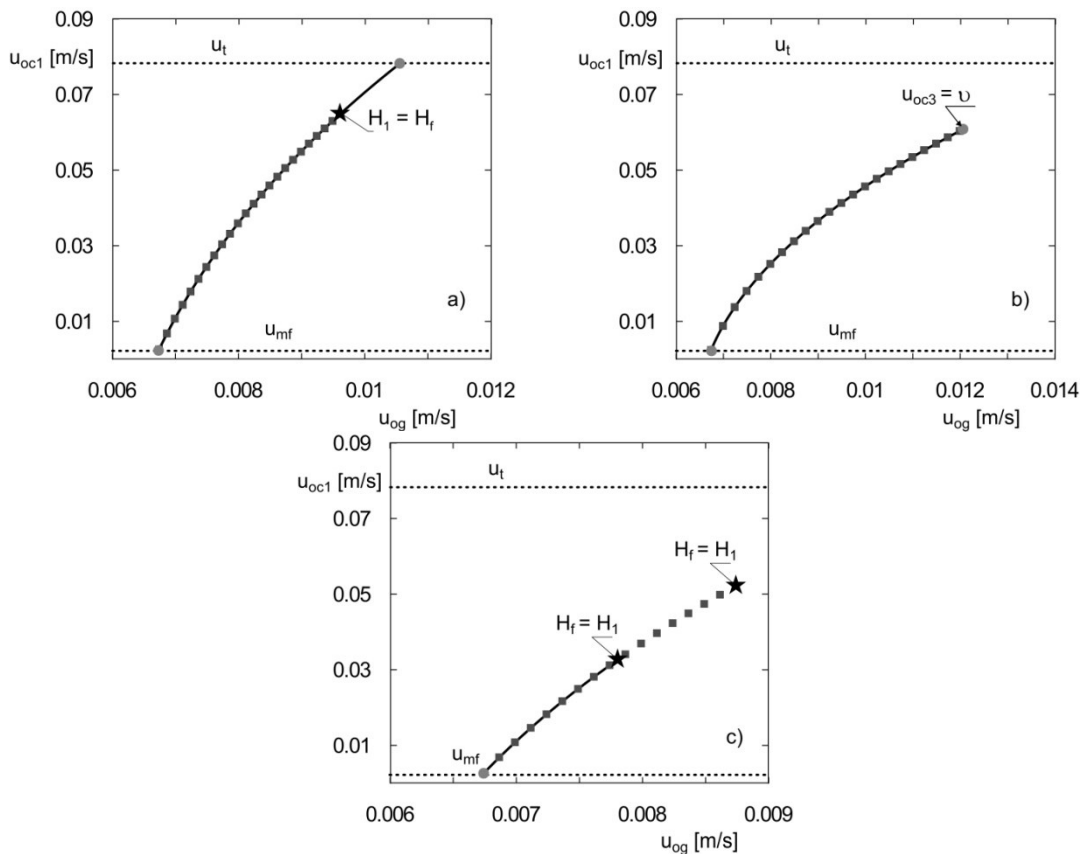 0.09
u_t
u_oc1 [m/s]
0.07
H_1 = H_f
0.05
0.03
a)
0.01
u_mf
0.006 0.008 0.01 0.012
u_og [m/s]
0.09
u_t
u_oc1 [m/s]
0.07
u_oc3 = υ
0.05
0.03
b)
0.01
u_mf
0.006 0.008 0.01 0.012 0.014
u_og [m/s]
0.09
u_t
u_oc1 [m/s]
0.07
H_f = H_1
0.05
H_f = H_1
0.03
c)
u_mf
0.01
0.006 0.007 0.008 0.009
u_og [m/s]